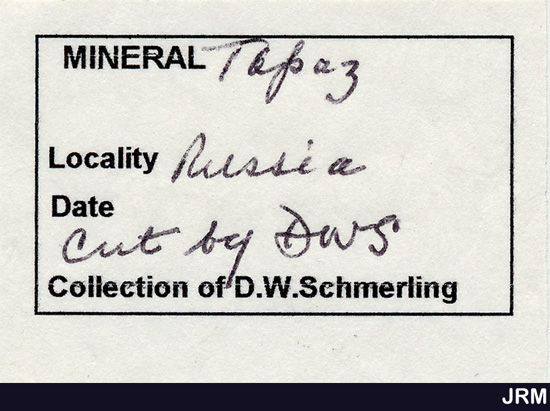 MINERAL Topaz
Locality Russia
Date
Cut by DWS
Collection of D.W.Schmerling
JRM